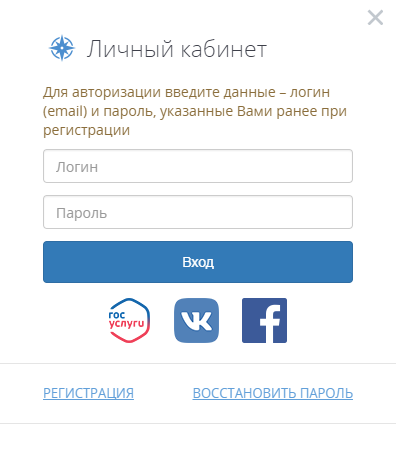 Личный кабинет
Для авторизации введите данные – логин
(email) и пароль, указанные Вами ранее при
регистрации
Логин
Пароль
Вход
гос
услуги
РЕГИСТРАЦИЯ ВОССТАНОВИТЬ ПАРОЛЬ